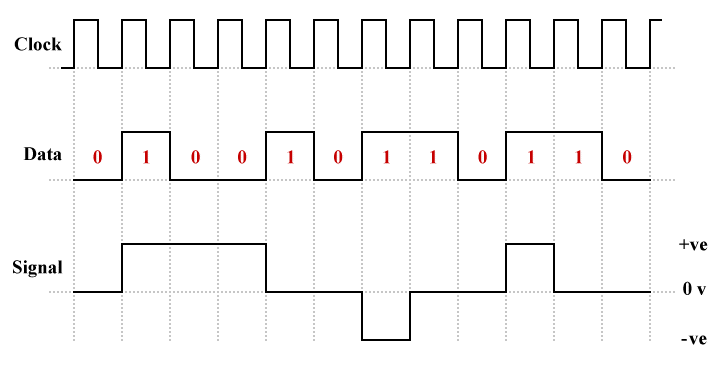 Clock
Data 0 1 0 0 1 0 1 1 0 1 1 0
+ve
Signal
0 v
-ve